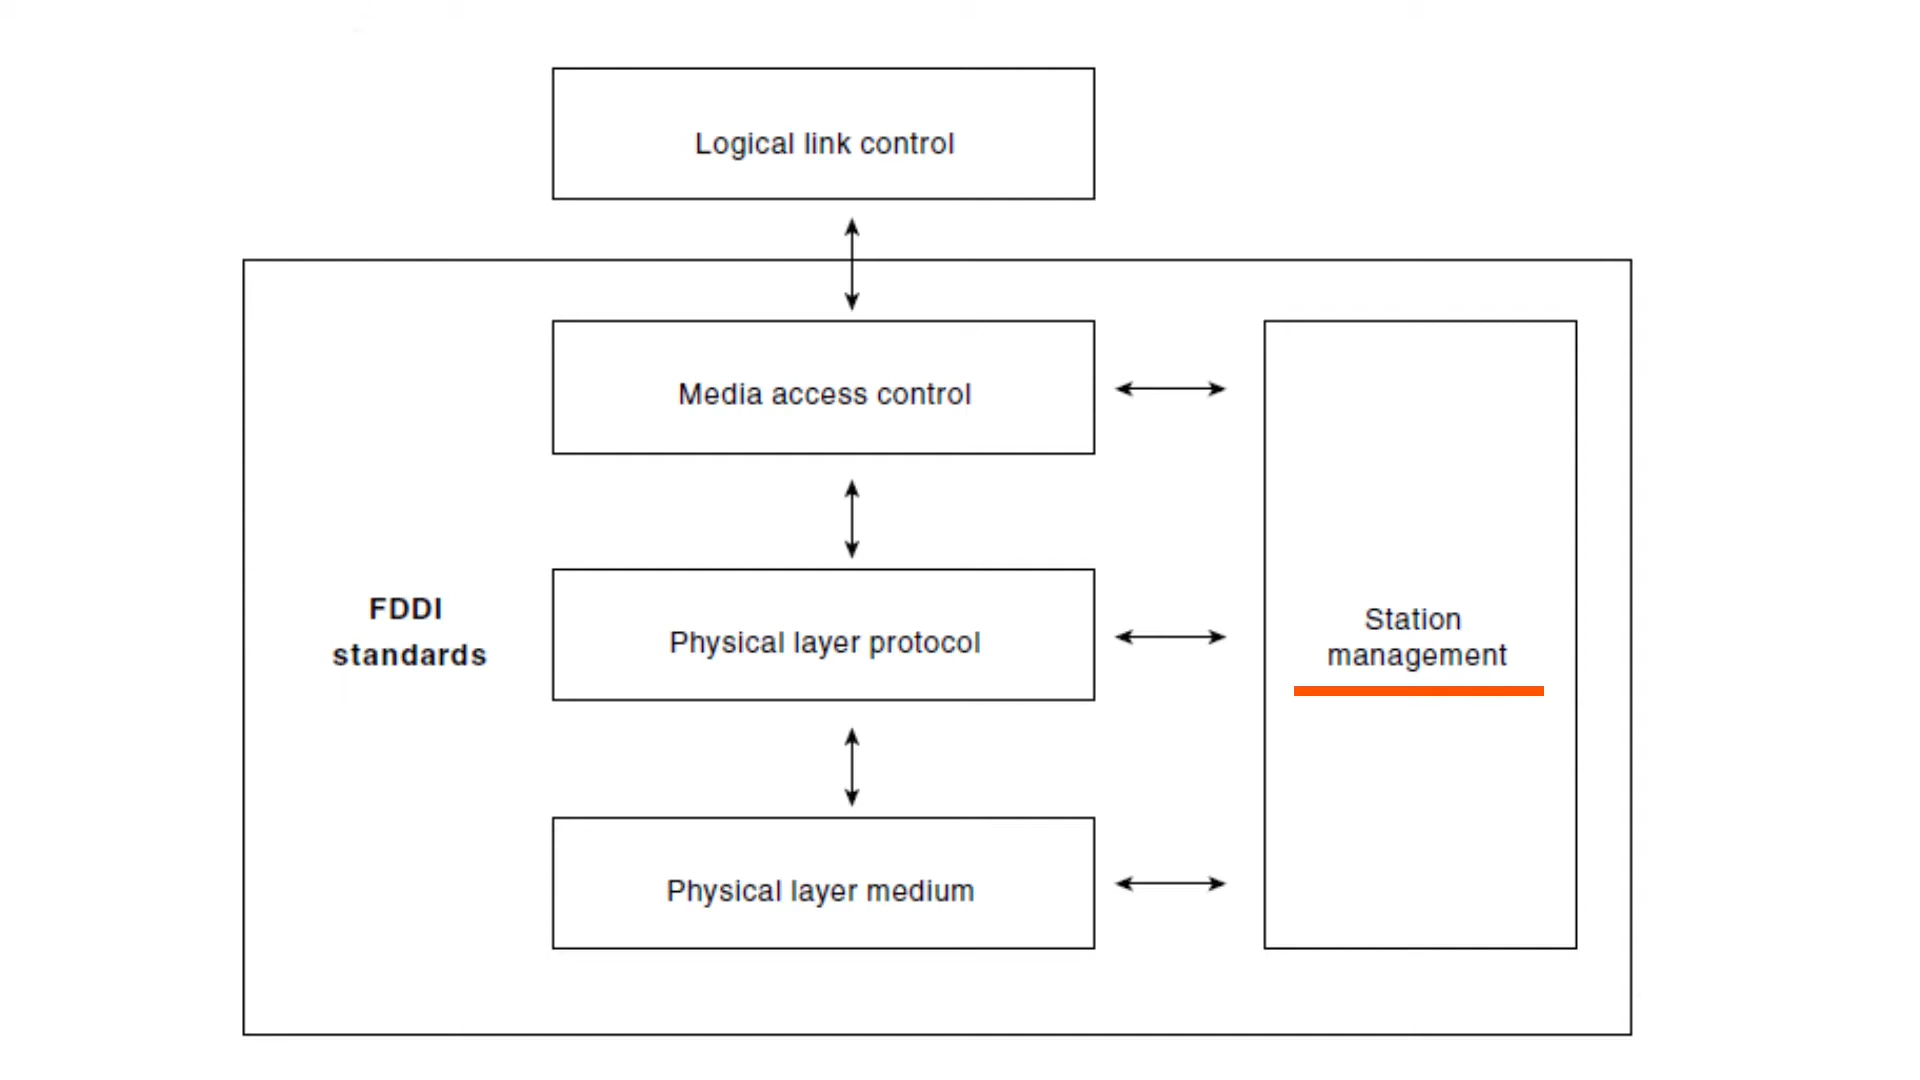 Logical link control
Media access control
FDDI
standards
Physical layer protocol
Station
management
Physical layer medium